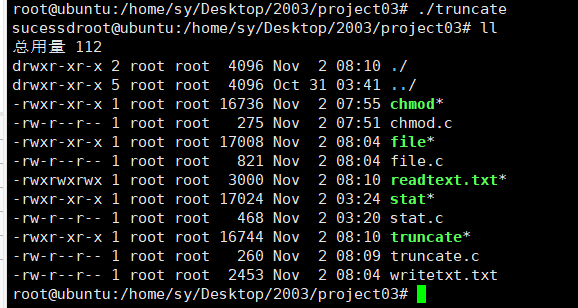 root@ubuntu:/home/sy/Desktop/2003/project03# ./truncate
sucessdroot@ubuntu:/home/sy/Desktop/2003/project03# ll
总用量 112
drwxr-xr-x 2 root root  4096 Nov  2 08:10 ./
drwxr-xr-x 5 root root  4096 Oct 31 03:41 ../
-rwxr-xr-x 1 root root 16736 Nov  2 07:55 chmod*
-rw-r--r-- 1 root root   275 Nov  2 07:51 chmod.c
-rwxr-xr-x 1 root root 17008 Nov  2 08:04 file*
-rw-r--r-- 1 root root   821 Nov  2 08:04 file.c
-rwxrwxrwx 1 root root  3000 Nov  2 08:10 readtext.txt*
-rwxr-xr-x 1 root root 17024 Nov  2 03:24 stat*
-rw-r--r-- 1 root root   468 Nov  2 03:20 stat.c
-rwxr-xr-x 1 root root 16744 Nov  2 08:10 truncate*
-rw-r--r-- 1 root root   260 Nov  2 08:09 truncate.c
-rw-r--r-- 1 root root  2453 Nov  2 08:04 writetxt.txt
root@ubuntu:/home/sy/Desktop/2003/project03#